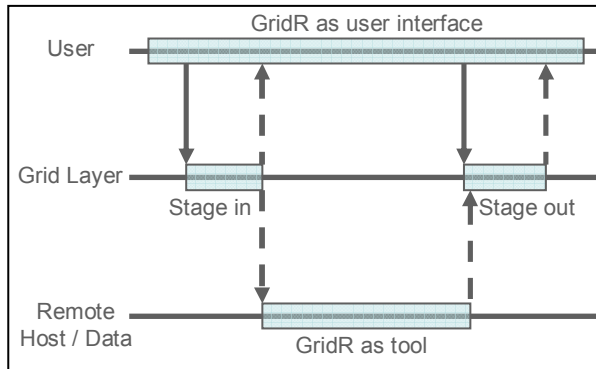 GridR as user interface
User
Grid Layer
Stage in
Stage out
Remote
Host / Data
GridR as tool